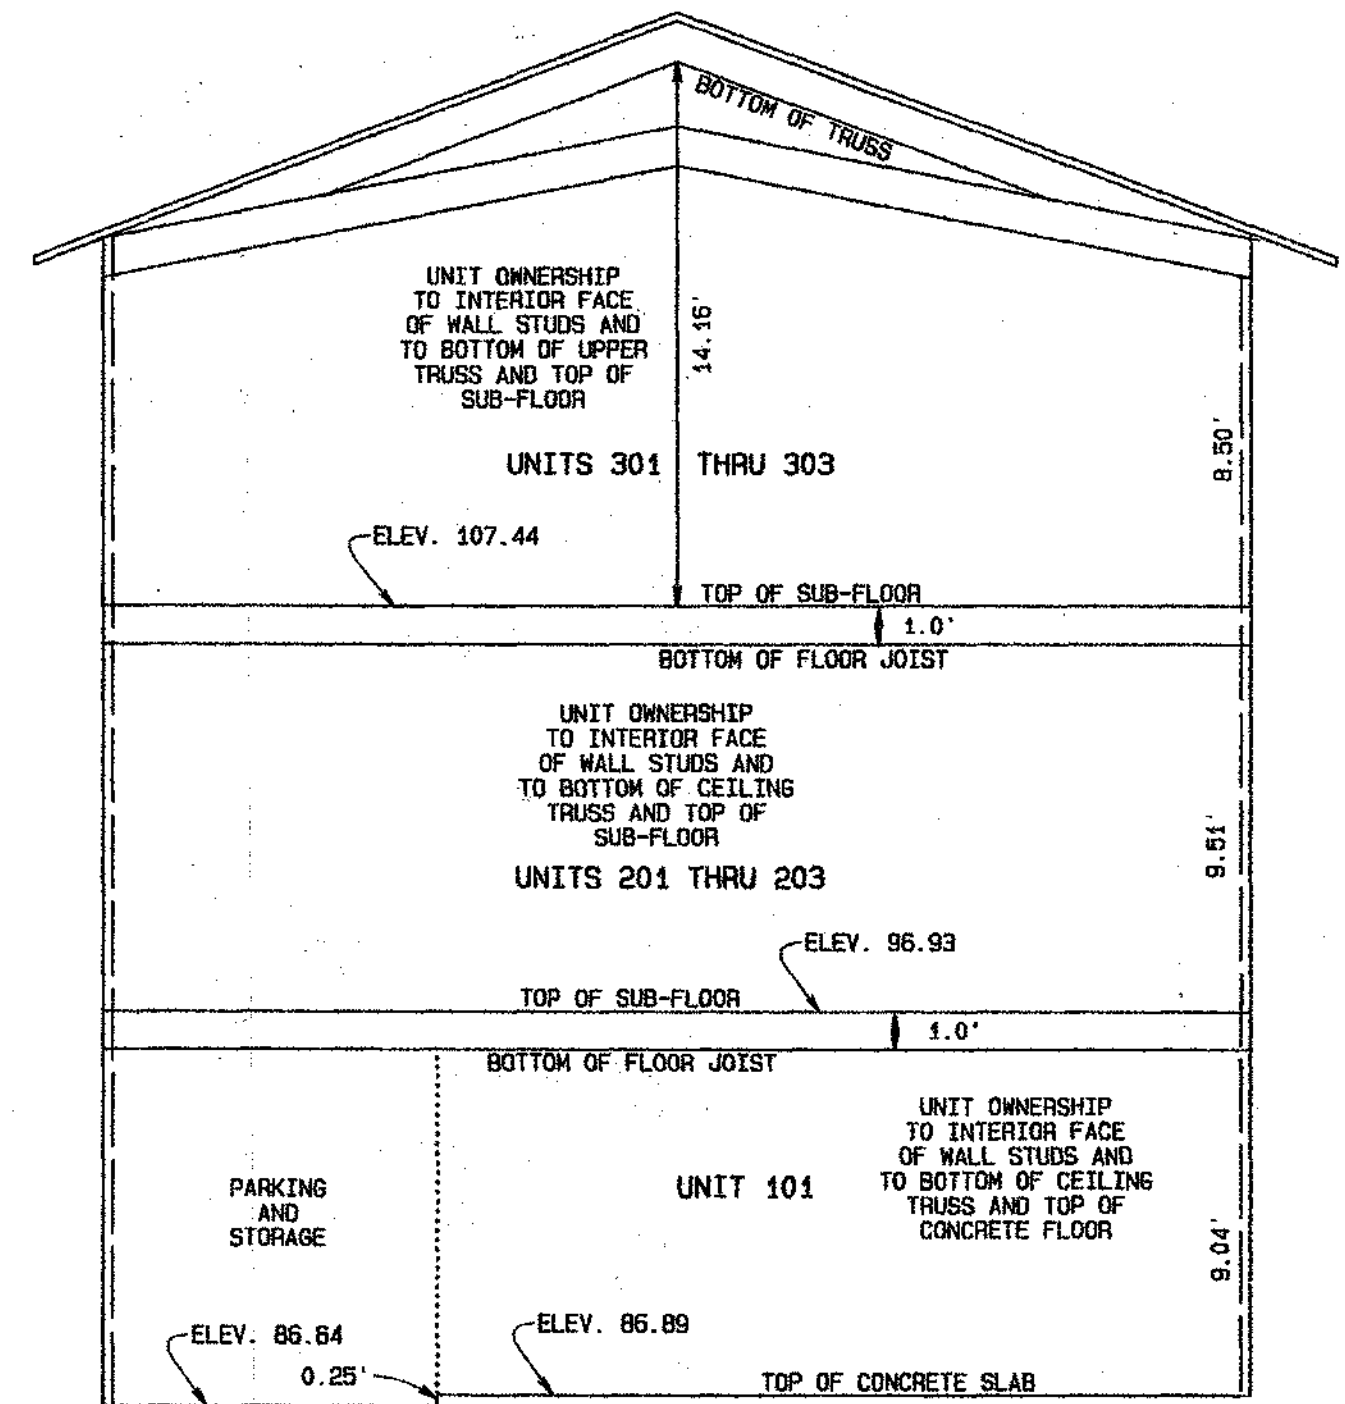 BOTTOM OF TRUSS
UNIT OWNERSHIP
TO INTERIOR FACE
OF WALL STUDS AND
TO BOTTOM OF UPPER
TRUSS AND TOP OF
SUB-FLOOR
14.16'
8.50'
UNITS 301 THRU 303
ELEV. 107.44
TOP OF SUB-FLOOR
1.0'
BOTTOM OF FLOOR JOIST
UNIT OWNERSHIP
TO INTERIOR FACE
OF WALL STUDS AND
TO BOTTOM OF CEILING
TRUSS AND TOP OF
SUB-FLOOR
9.51'
UNITS 201 THRU 203
ELEV. 96.93
TOP OF SUB-FLOOR
1.0'
BOTTOM OF FLOOR JOIST
UNIT OWNERSHIP
TO INTERIOR FACE
OF WALL STUDS AND
TO BOTTOM OF CEILING
TRUSS AND TOP OF
CONCRETE FLOOR
UNIT 101
PARKING
AND
STORAGE
9.04'
ELEV. 86.64
ELEV. 86.89
0.25'
TOP OF CONCRETE SLAB